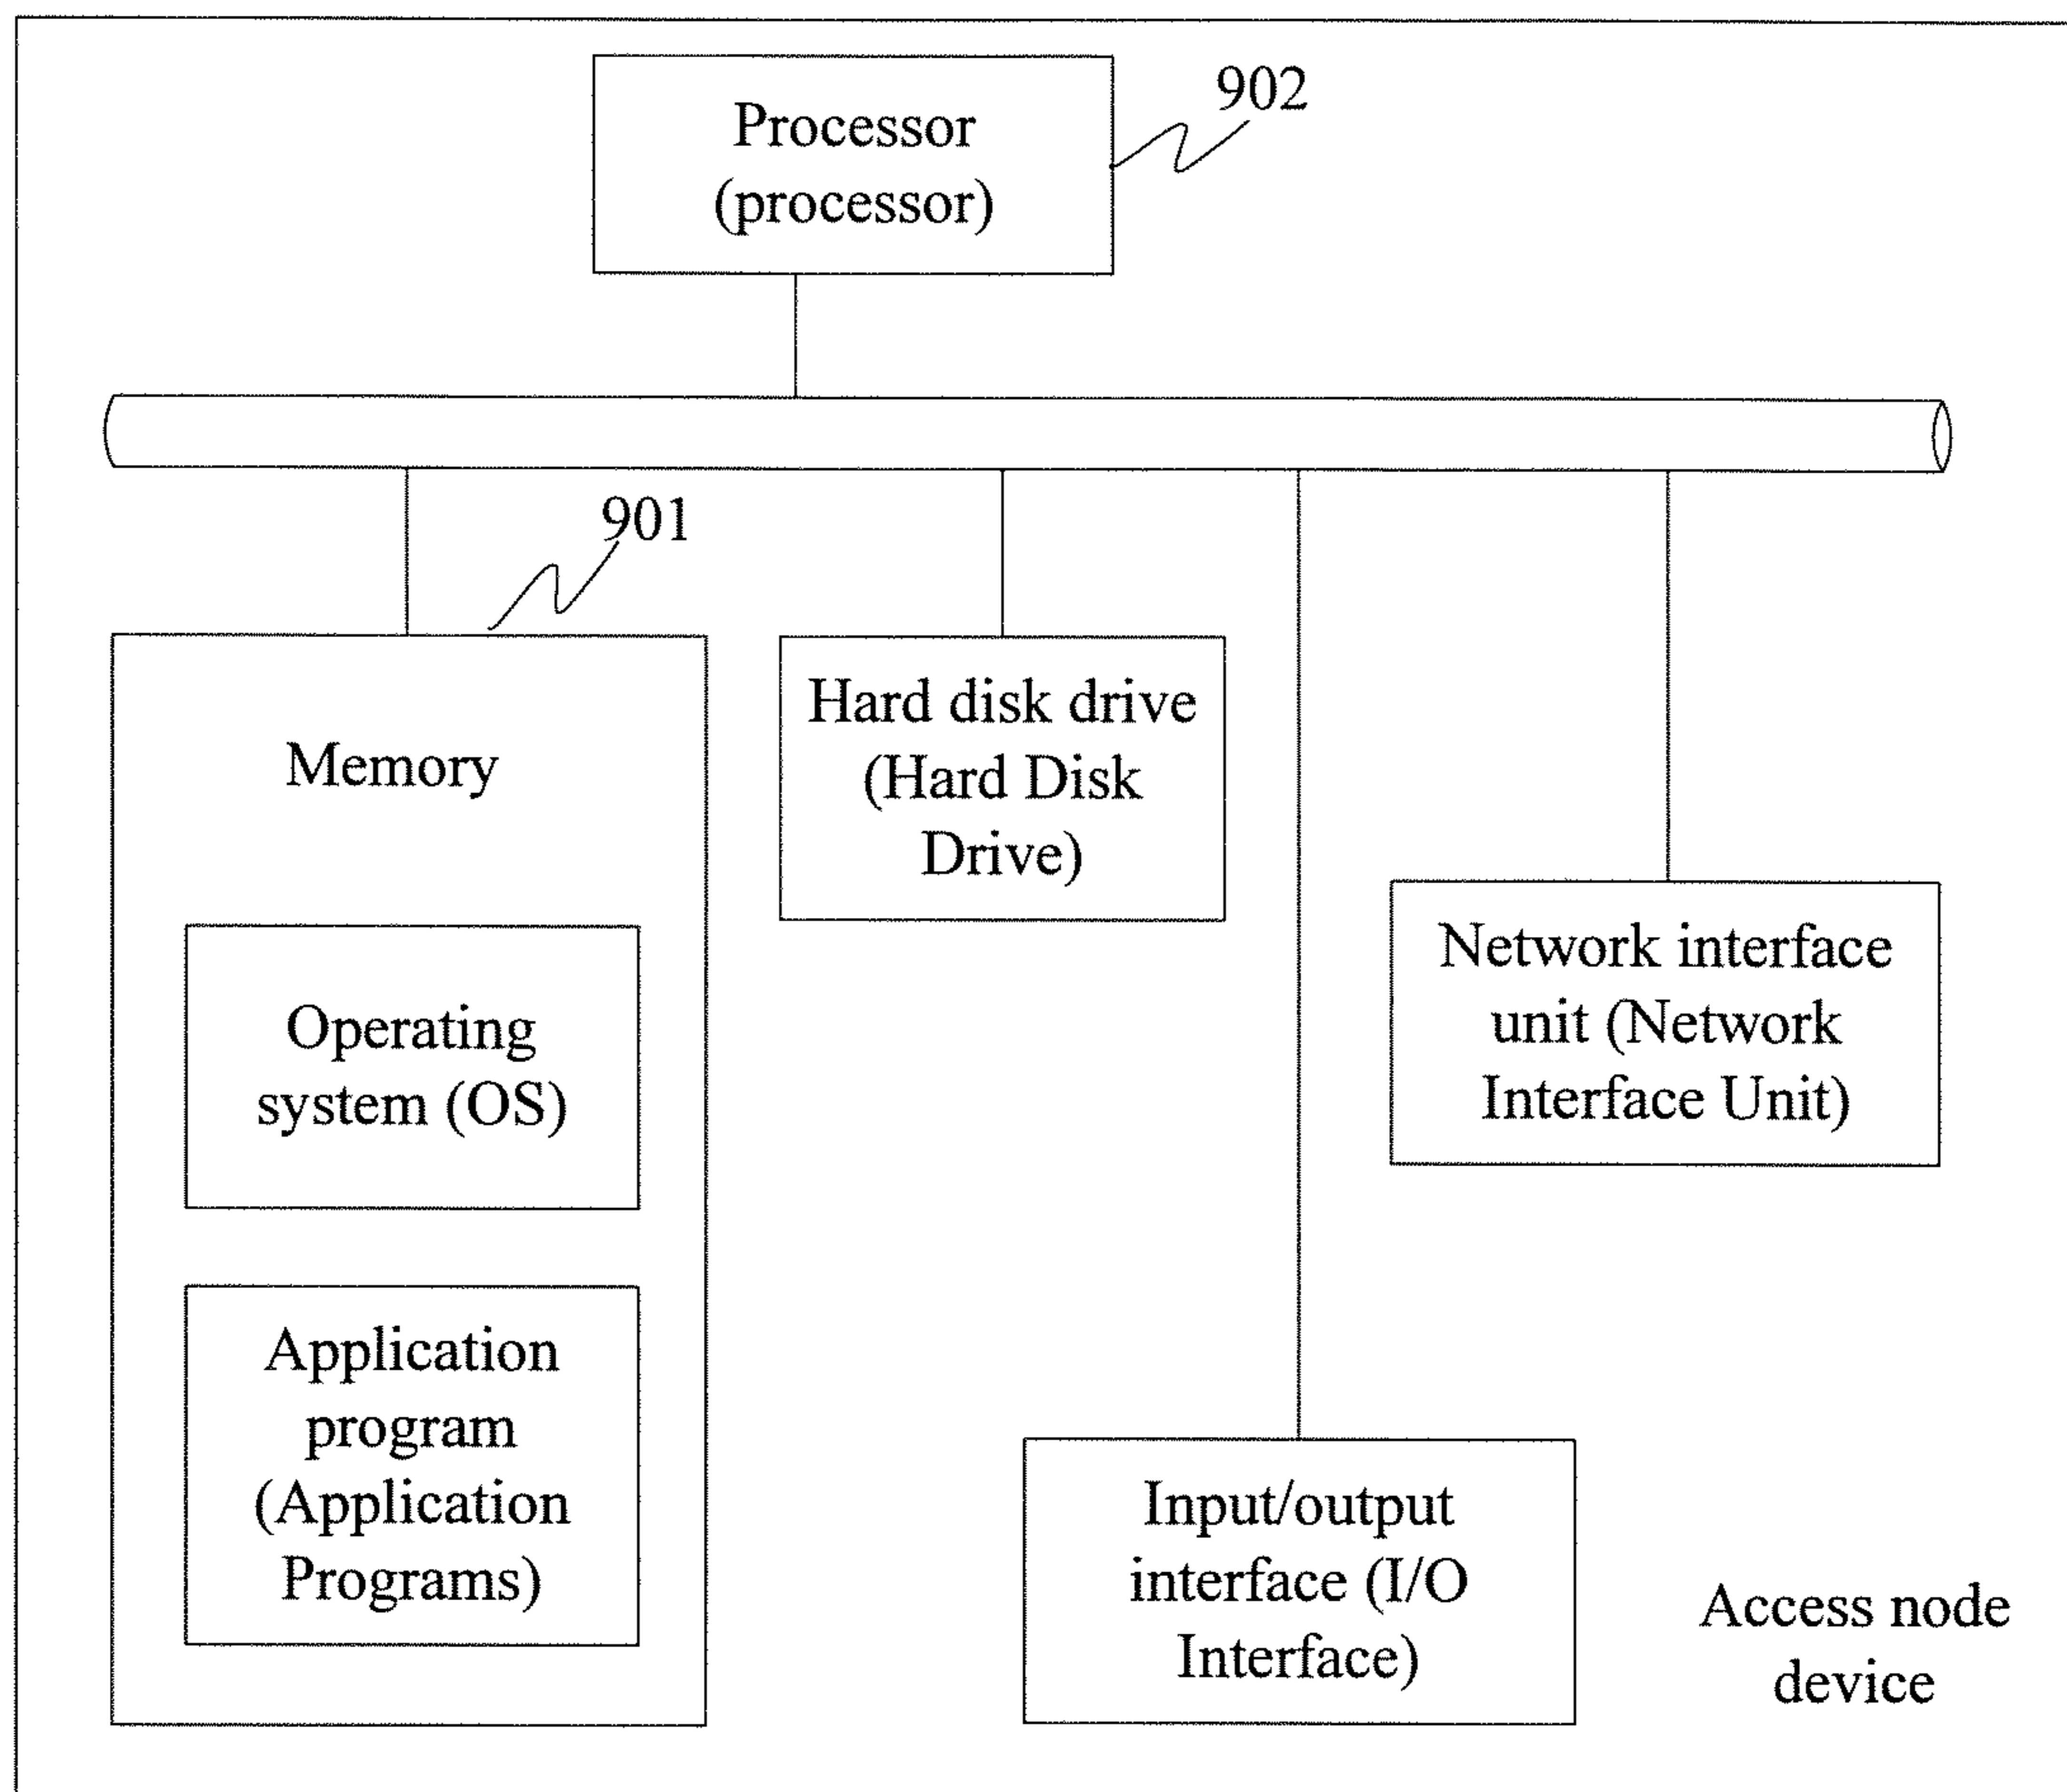 Processor
(processor)
902
901
Memory
Operating
system (OS)
Application
program
(Application
Programs)
Hard disk drive
(Hard Disk
Drive)
Network interface
unit (Network
Interface Unit)
Input/output
interface (I/O
Interface)
Access node
device